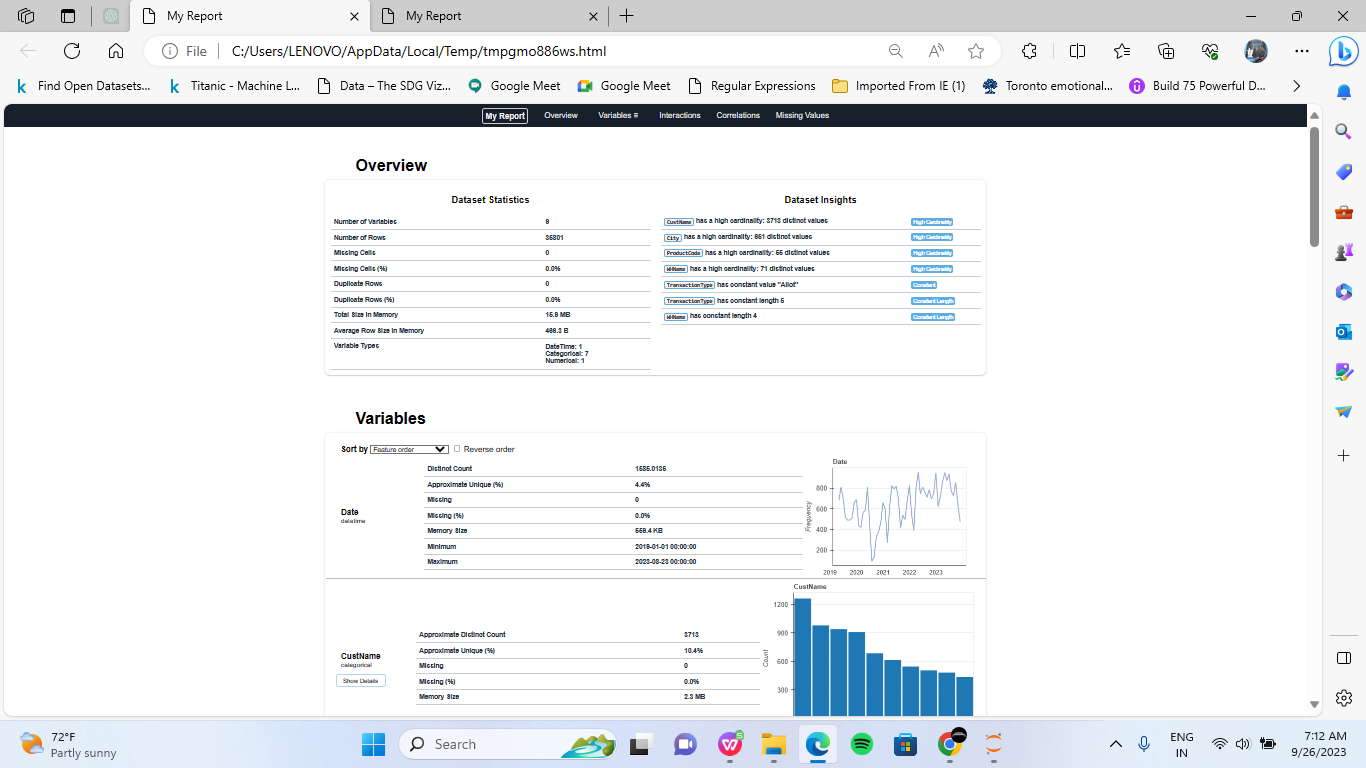 My Report
My Report
File
C:/Users/LENOVO/AppData/Local/Temp/tmpgmo886ws.html
Find Open Datasets...
Titanic - Machine L...
Data – The SDG Viz...
Google Meet
Google Meet
Regular Expressions
Imported From IE (1)
Toronto emotional...
Build 75 Powerful D...
My Report Overview Variables ≡ Interactions Correlations Missing Values
Overview
Dataset Statistics
Number of Variables 9
Number of Rows 35801
Missing Cells 0
Missing Cells (%) 0.0%
Duplicate Rows 0
Duplicate Rows (%) 0.0%
Total Size in Memory 15.9 MB
Average Row Size in Memory 466.3 B
Variable Types DateTime: 1
Categorical: 7
Numerical: 1
Dataset Insights
CustName has a high cardinality: 3713 distinct values High Cardinality
City has a high cardinality: 651 distinct values High Cardinality
ProductCode has a high cardinality: 55 distinct values High Cardinality
WHName has a high cardinality: 71 distinct values High Cardinality
TransactionType has constant value "Allot" Constant
TransactionType has constant length 5 Constant Length
WHName has constant length 4 Constant Length
Variables
Sort by Feature order Reverse order
Date
datetime
Distinct Count 1585.0135
Approximate Unique (%) 4.4%
Missing 0
Missing (%) 0.0%
Memory Size 559.4 KB
Minimum 2019-01-01 00:00:00
Maximum 2023-08-23 00:00:00
Date
Frequency
800
600
400
200
2019 2020 2021 2022 2023
CustName
categorical
Show Details
Approximate Distinct Count 3713
Approximate Unique (%) 10.4%
Missing 0
Missing (%) 0.0%
Memory Size 2.3 MB
CustName
Count
1200
900
600
300
72°F
Partly sunny
Search
ENG
IN
7:12 AM
9/26/2023